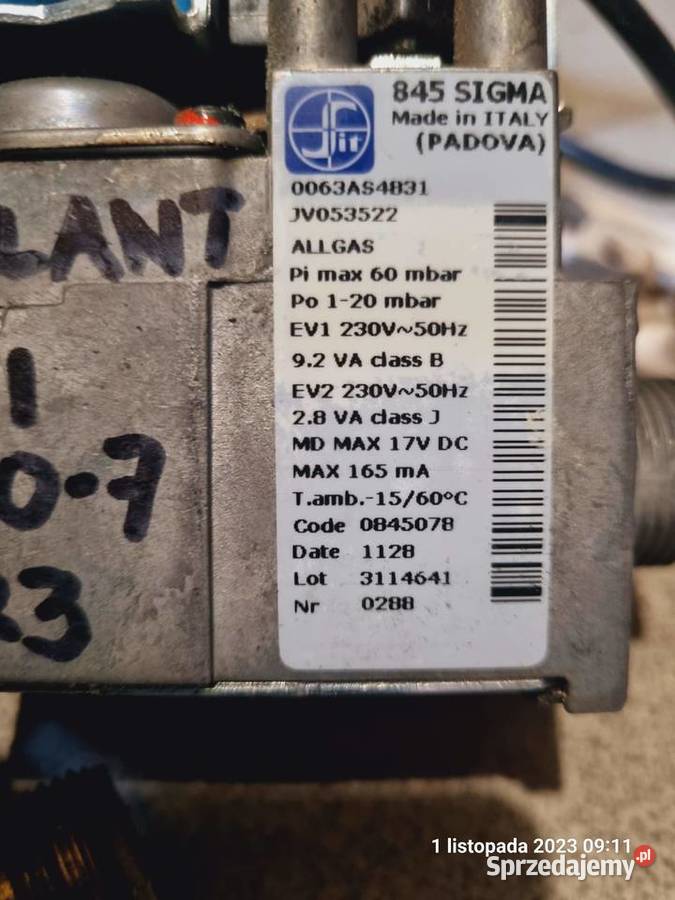 Sit
845 SIGMA
Made in ITALY
(PADOVA)
0063AS4831
JV053522
ALLGAS
Pi max 60 mbar
Po 1-20 mbar
EV1 230V~50Hz
9.2 VA class B
EV2 230V~50Hz
2.8 VA class J
MD MAX 17V DC
MAX 165 mA
T.amb.-15/60°C
Code 0845078
Date 1128
Lot 3114641
Nr 0288
LANT
1
0-7
23
1 listopada 2023 09:11
Sprzedajemy.pl